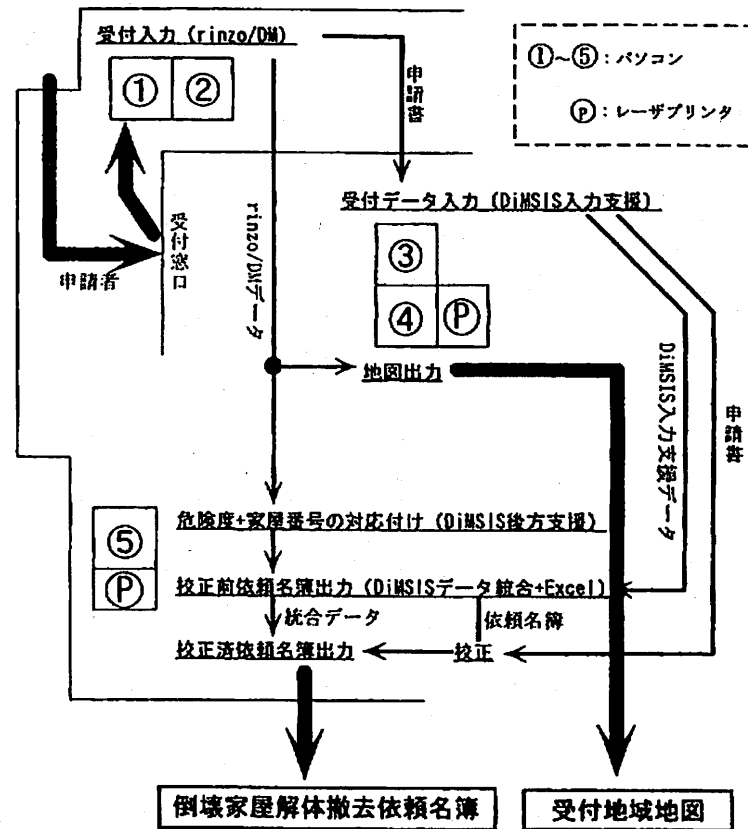 受付入力 (rinzo/DM)
① ②
①~⑤: パソコン
Ⓟ: レーザプリンタ
申請書
受付データ入力 (DiMSIS入力支援)
受付窓口
申請者
rinzo/DMデータ
③
④ Ⓟ
地図出力
DiMSIS入力支援データ
申請書
⑤
Ⓟ
危険度+家屋番号の対応付け (DiMSIS後方支援)
校正前依頼名簿出力 (DiMSISデータ統合+Excel)
統合データ
依頼名簿
校正済依頼名簿出力
校正
倒壊家屋解体撤去依頼名簿
受付地域地図